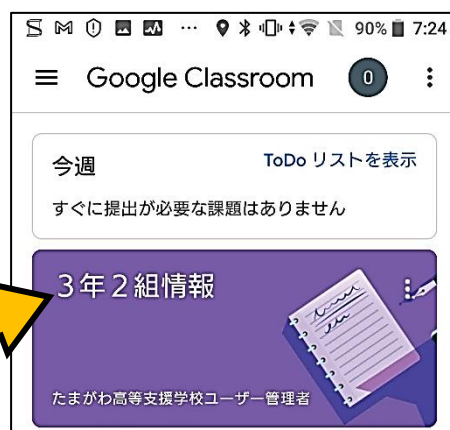 90% 7:24
Google Classroom 0
今週 ToDo リストを表示
すぐに提出が必要な課題はありません
3年2組情報
たまがわ高等支援学校ユーザー管理者